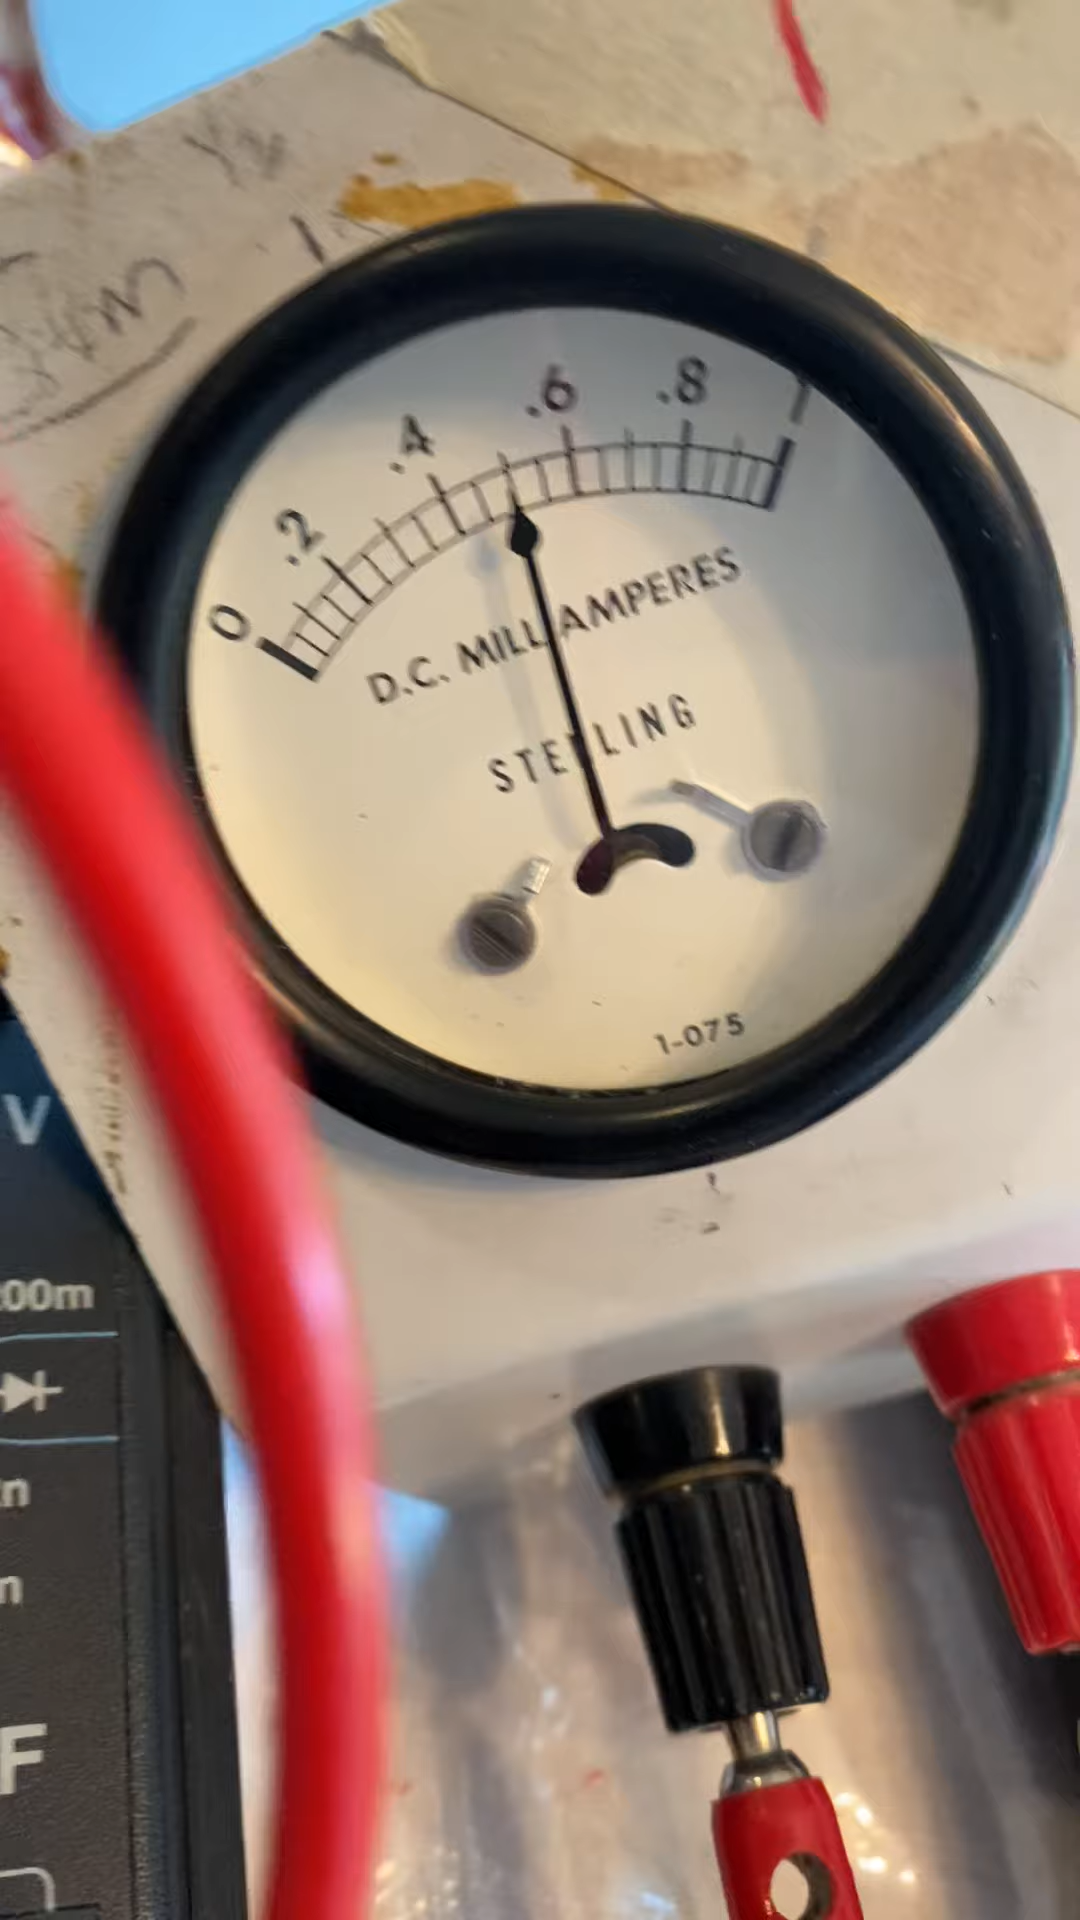 0 .2 .4 .6 .8 1
D.C. MILLIAMPERES
STERLING
1-075
V
00m
F